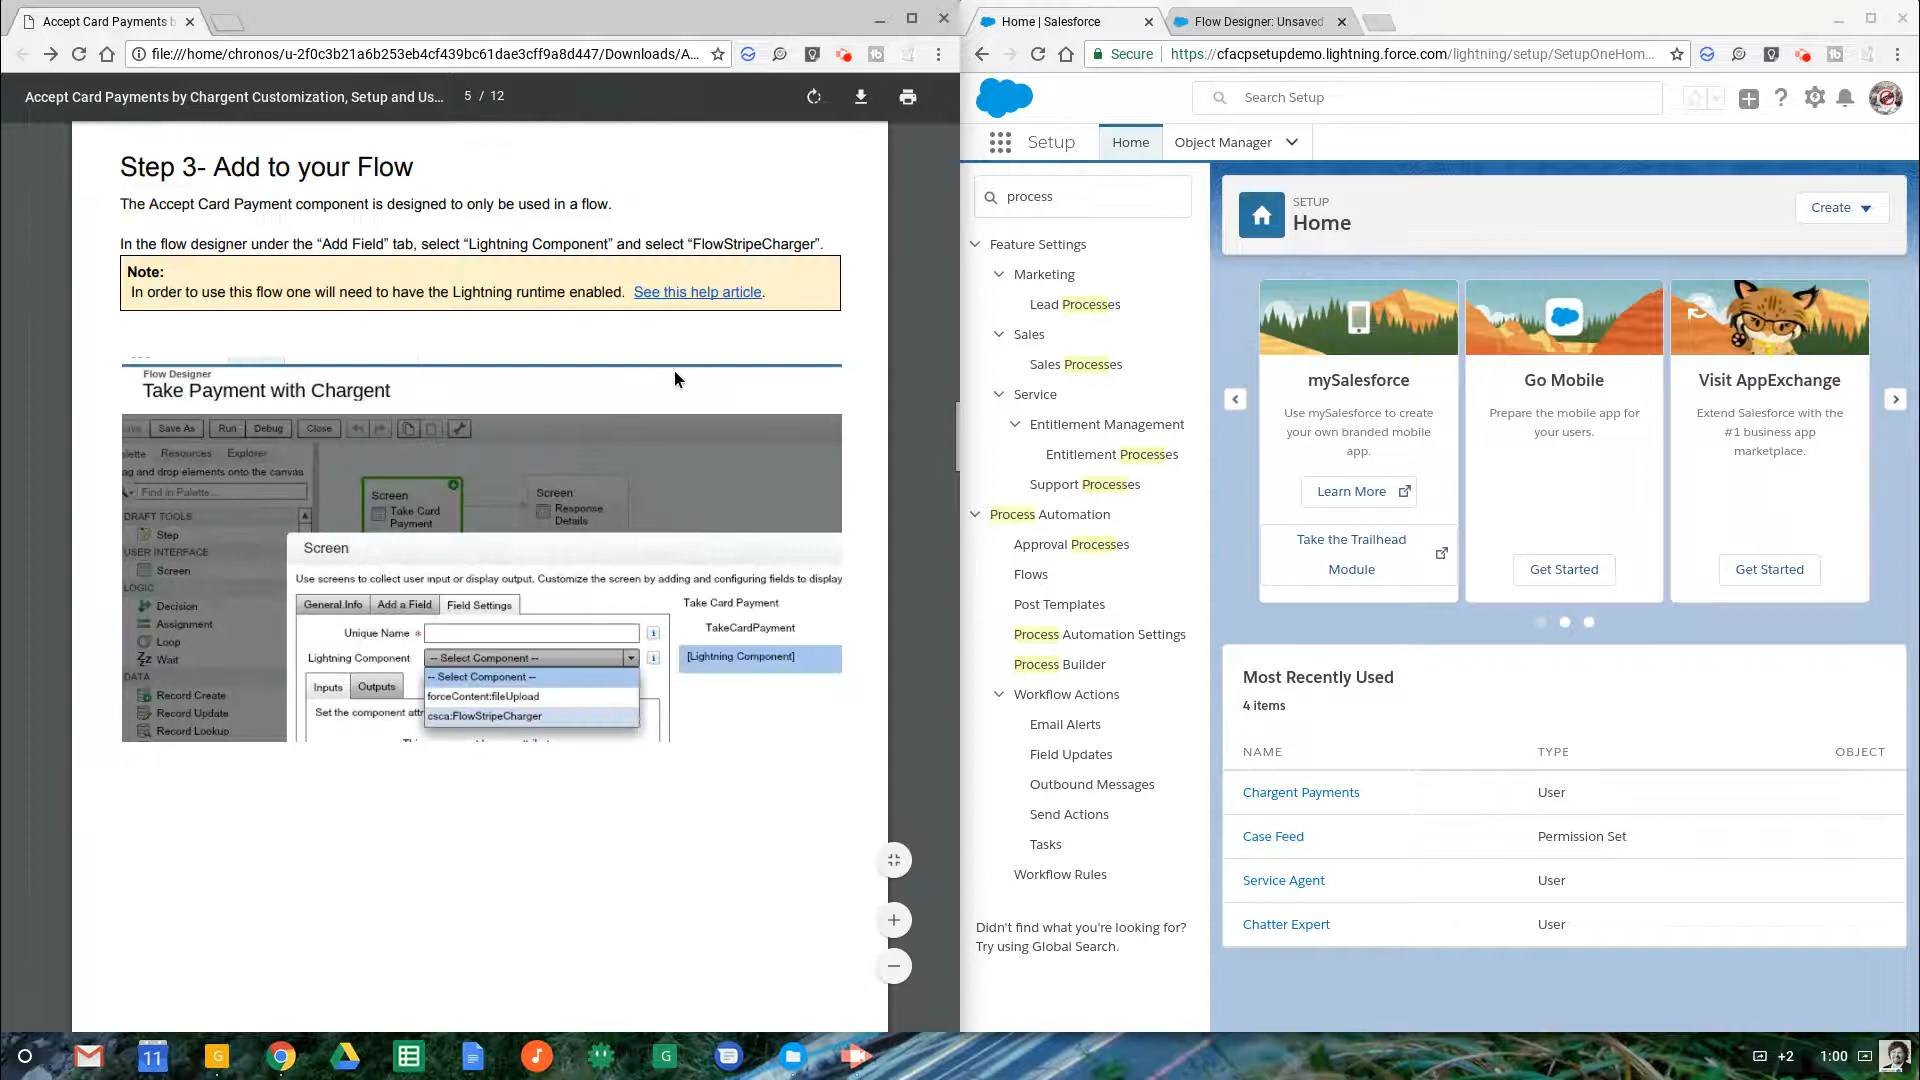 Accept Card Payments b
file:///home/chronos/u-2f0c3b21a6b253eb4cf439bc61dae3cff9a8d447/Downloads/A...
Accept Card Payments by Chargent Customization, Setup and Us... 5 / 12
Step 3- Add to your Flow
The Accept Card Payment component is designed to only be used in a flow.
In the flow designer under the “Add Field” tab, select “Lightning Component” and select “FlowStripeCharger”.
Note:
In order to use this flow one will need to have the Lightning runtime enabled. See this help article.
Flow Designer
Take Payment with Chargent
Save As Run Debug Close
Resources Explorer
ag and drop elements onto the canvas
Find in Palette...
DRAFT TOOLS
Step
USER INTERFACE
Screen
LOGIC
Decision
Assignment
Loop
Wait
DATA
Record Create
Record Update
Record Lookup
Screen
Take Card
Payment
Screen
Response
Details
Screen
Use screens to collect user input or display output. Customize the screen by adding and configuring fields to display
General Info Add a Field Field Settings
Unique Name *
Lightning Component -- Select Component --
-- Select Component --
forceContent:fileUpload
csca:FlowStripeCharger
Inputs Outputs
Set the component attr
Take Card Payment
TakeCardPayment
[Lightning Component]
Home | Salesforce
Flow Designer: Unsaved
Secure https://cfacpsetupdemo.lightning.force.com/lightning/setup/SetupOneHom...
Search Setup
Setup Home Object Manager
process
Feature Settings
Marketing
Lead Processes
Sales
Sales Processes
Service
Entitlement Management
Entitlement Processes
Support Processes
Process Automation
Approval Processes
Flows
Post Templates
Process Automation Settings
Process Builder
Workflow Actions
Email Alerts
Field Updates
Outbound Messages
Send Actions
Tasks
Workflow Rules
Didn't find what you're looking for?
Try using Global Search.
SETUP
Home
Create
mySalesforce
Use mySalesforce to create
your own branded mobile
app.
Learn More
Take the Trailhead
Module
Go Mobile
Prepare the mobile app for
your users.
Get Started
Visit AppExchange
Extend Salesforce with the
#1 business app
marketplace.
Get Started
Most Recently Used
4 items
NAME TYPE OBJECT
Chargent Payments User
Case Feed Permission Set
Service Agent User
Chatter Expert User
11
+2 1:00